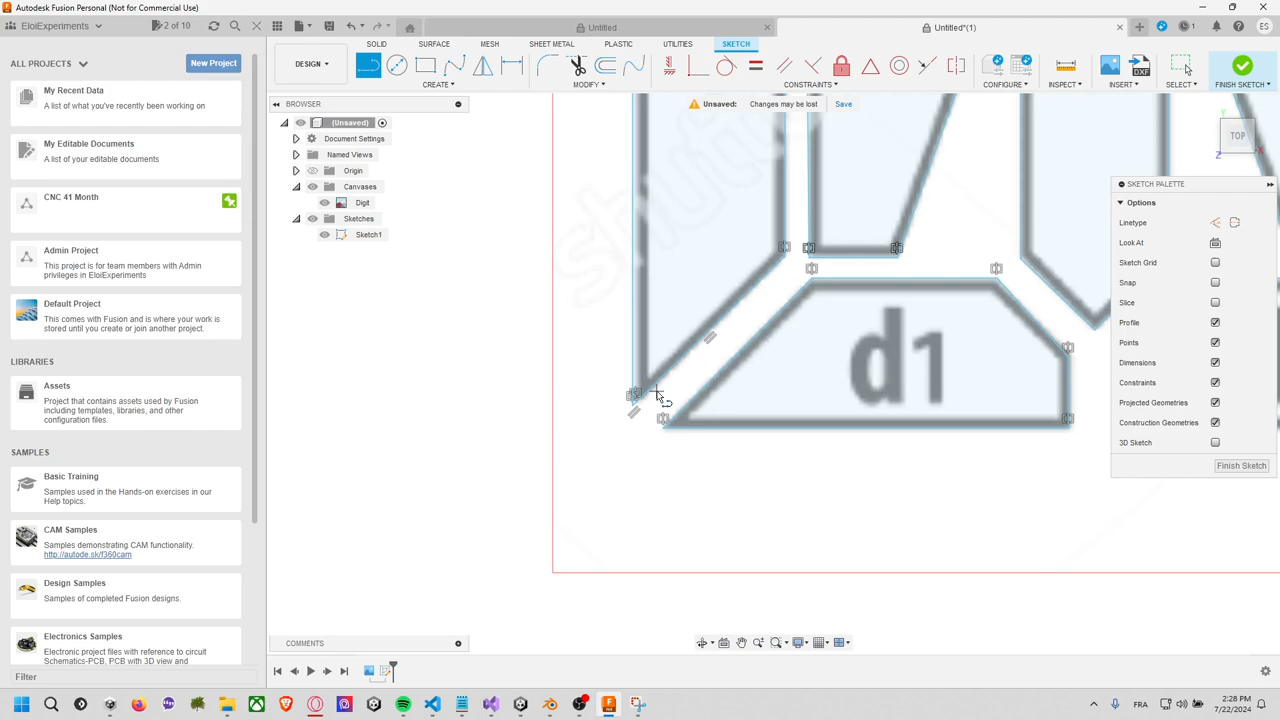 Autodesk Fusion Personal (Not for Commercial Use)
EloiExperiments
2 of 10
Untitled
Untitled*(1)
1
ES
ALL PROJECTS
New Project
My Recent Data
A list of what you've recently been working on
My Editable Documents
A list of your editable documents
CNC 41 Month
Admin Project
This project is for team members with Admin
privileges in EloiExperiments
Default Project
This comes with Fusion and is where your work is
stored until you create or join another project.
LIBRARIES
Assets
Project that contains assets used by Fusion
including templates, libraries, and other
configuration files.
SAMPLES
Basic Training
Samples used in the Hands-on exercises in our
Help topics.
CAM Samples
Samples demonstrating CAM functionality.
http://autode.sk/f360cam
Design Samples
Samples of completed Fusion designs.
Electronics Samples
Project files with reference to circuit
Schematics-PCB, PCB with 3D view and
Filter
DESIGN
SOLID
SURFACE
MESH
SHEET METAL
PLASTIC
UTILITIES
SKETCH
CREATE
MODIFY
CONSTRAINTS
CONFIGURE
INSPECT
INSERT
DXF
SELECT
FINISH SKETCH
BROWSER
(Unsaved)
Document Settings
Named Views
Origin
Canvases
Digit
Sketches
Sketch1
Unsaved:
Changes may be lost
Save
TOP
Y
X
Z
d1
SKETCH PALETTE
Options
Linetype
Look At
Sketch Grid
Snap
Slice
Profile
Points
Dimensions
Constraints
Projected Geometries
Construction Geometries
3D Sketch
Finish Sketch
COMMENTS
FRA
2:28 PM
7/22/2024